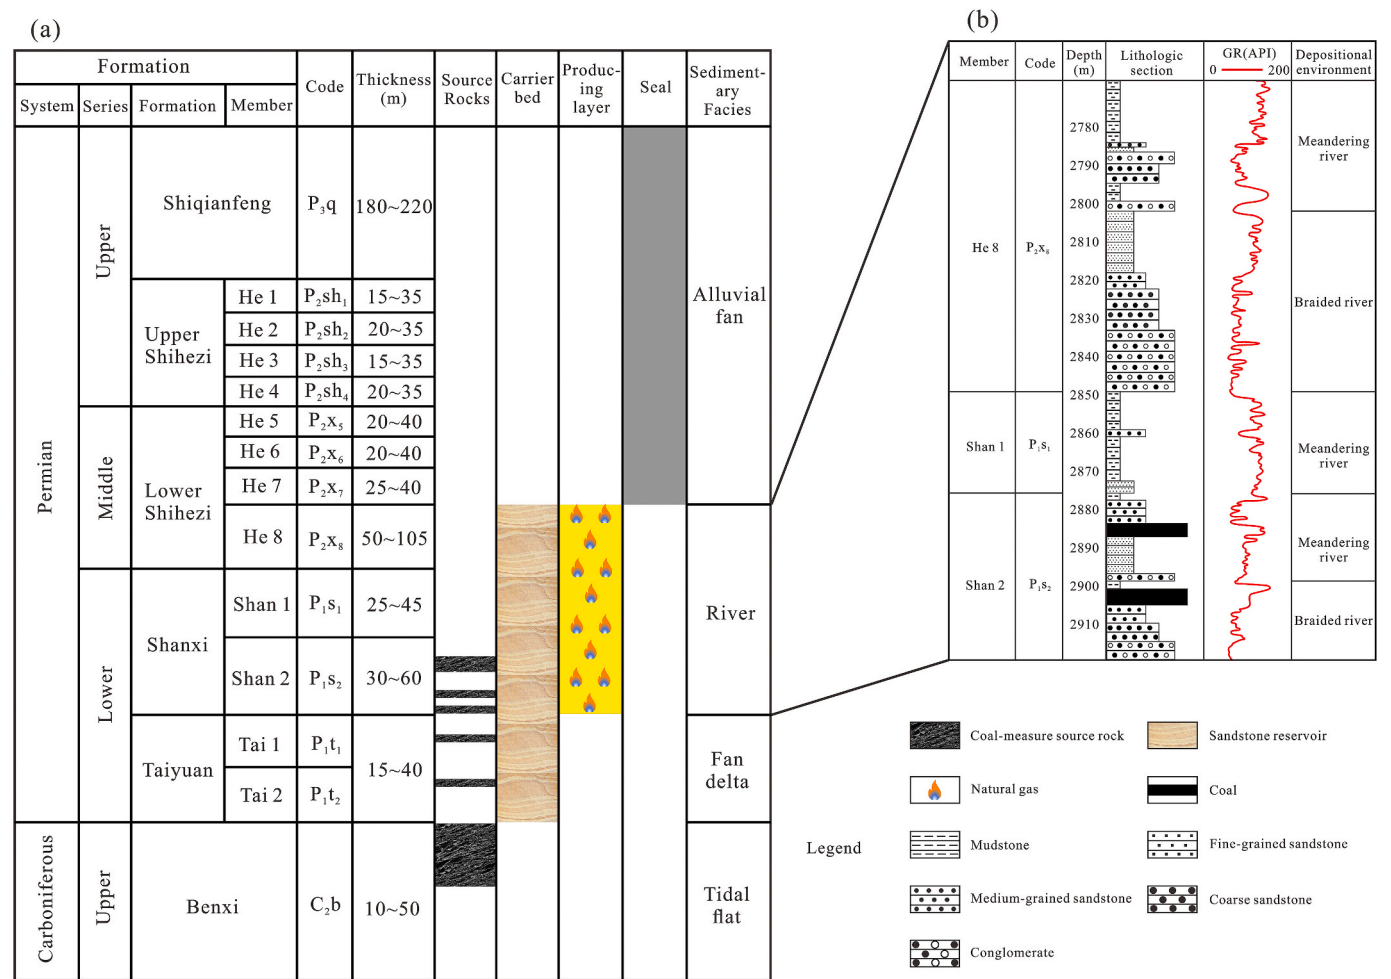 (a)
Formation
System
Series
Formation
Member
Code
Thickness
(m)
Source
Rocks
Carrier
bed
Produc-
ing
layer
Seal
Sediment-
ary
Facies
Permian
Upper
Shiqianfeng
P₃q
180~220
Upper
Shihezi
He 1
P₂sh₁
15~35
He 2
P₂sh₂
20~35
He 3
P₂sh₃
15~35
He 4
P₂sh₄
20~35
Alluvial
fan
Middle
Lower
Shihezi
He 5
P₂x₅
20~40
He 6
P₂x₆
20~40
He 7
P₂x₇
25~40
He 8
P₂x₈
50~105
Lower
Shanxi
Shan 1
P₁s₁
25~45
Shan 2
P₁s₂
30~60
River
Taiyuan
Tai 1
P₁t₁
Tai 2
P₁t₂
15~40
Fan
delta
Carboniferous
Upper
Benxi
C₂b
10~50
Tidal
flat
(b)
Member
Code
Depth
(m)
Lithologic
section
GR(API)
0 200
Depositional
environment
He 8
P₂x₈
Shan 1
P₁s₁
Shan 2
P₁s₂
2780
2790
2800
2810
2820
2830
2840
2850
2860
2870
2880
2890
2900
2910
Meandering
river
Braided river
Meandering
river
Meandering
river
Braided river
Legend
Coal-measure source rock
Sandstone reservoir
Natural gas
Coal
Mudstone
Fine-grained sandstone
Medium-grained sandstone
Coarse sandstone
Conglomerate